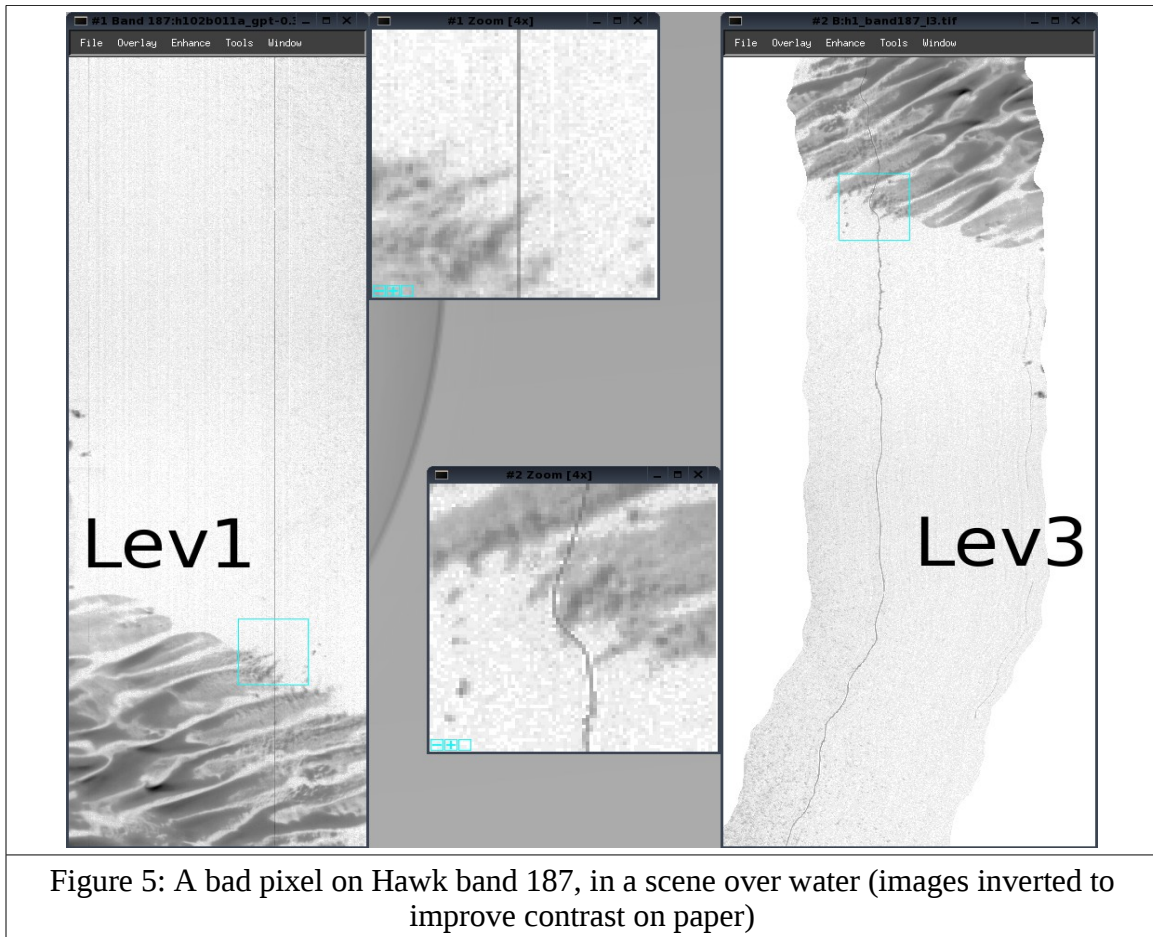 #1 Band 187:h102b011a_gpt-0.:
File Overlay Enhance Tools Window
#1 Zoom [4x]
#2 B:h1_band187_l3.tif
File Overlay Enhance Tools Window
#2 Zoom [4x]
Lev1
Lev3
Figure 5: A bad pixel on Hawk band 187, in a scene over water (images inverted to
improve contrast on paper)